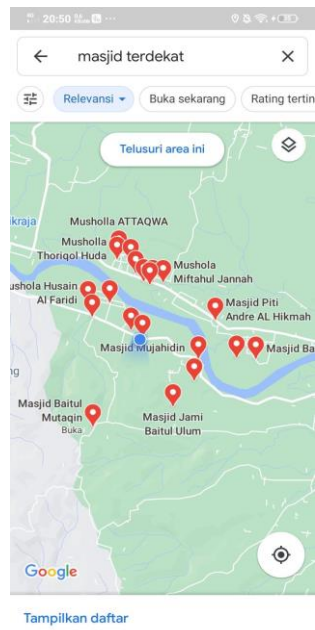 20:50
masjid terdekat
Relevansi
Buka sekarang
Rating tertin
Telusuri area ini
kraja
Musholla ATTAQWA
Musholla
Thoriqol Huda
Mushola
Miftahul Jannah
ushola Husain
Al Faridi
Masjid Piti
Andre AL Hikmah
Masjid Mujahidin
Masjid Ba
ng
Masjid Baitul
Mutaqin
Buka
Masjid Jami
Baitul Ulum
Google
Tampilkan daftar